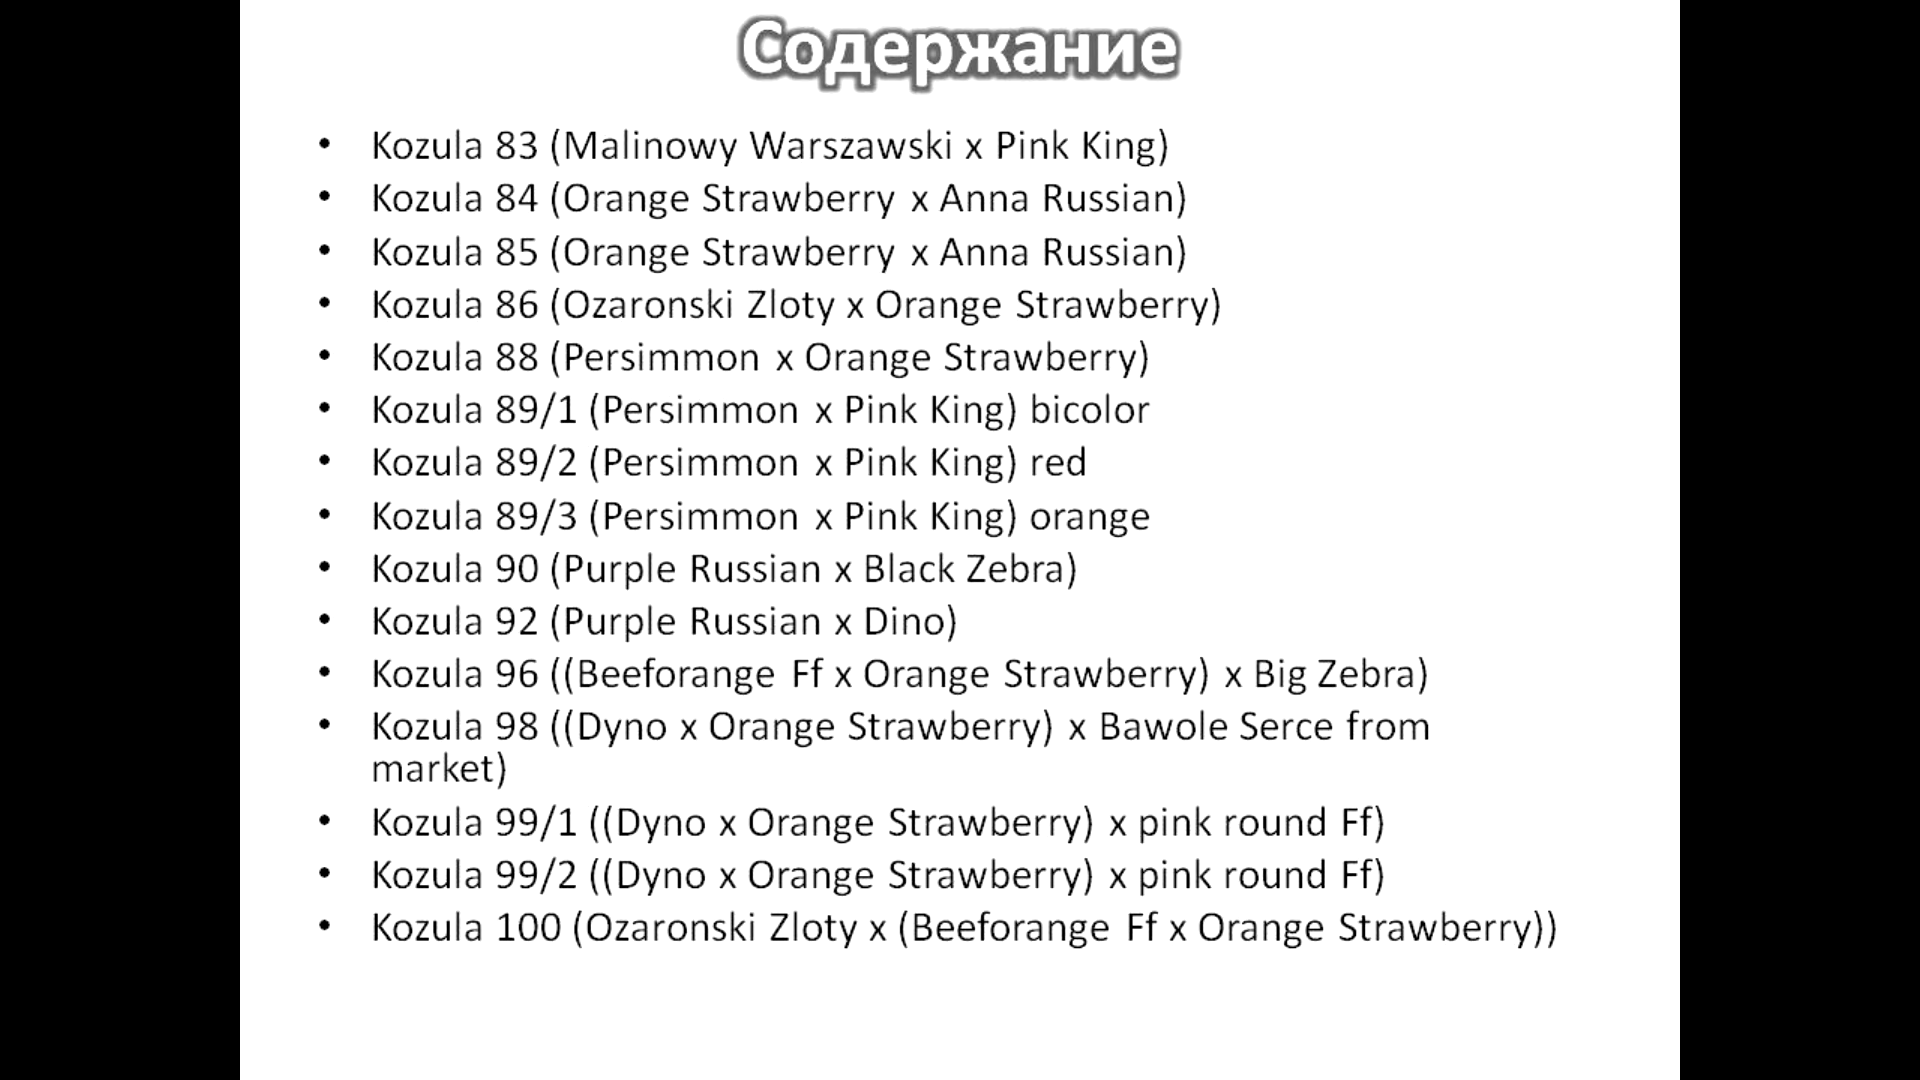 Содержание
• Kozula 83 (Malinowy Warszawski x Pink King)
• Kozula 84 (Orange Strawberry x Anna Russian)
• Kozula 85 (Orange Strawberry x Anna Russian)
• Kozula 86 (Ozaronski Zloty x Orange Strawberry)
• Kozula 88 (Persimmon x Orange Strawberry)
• Kozula 89/1 (Persimmon x Pink King) bicolor
• Kozula 89/2 (Persimmon x Pink King) red
• Kozula 89/3 (Persimmon x Pink King) orange
• Kozula 90 (Purple Russian x Black Zebra)
• Kozula 92 (Purple Russian x Dino)
• Kozula 96 ((Beeforange Ff x Orange Strawberry) x Big Zebra)
• Kozula 98 ((Dyno x Orange Strawberry) x Bawole Serce from
market)
• Kozula 99/1 ((Dyno x Orange Strawberry) x pink round Ff)
• Kozula 99/2 ((Dyno x Orange Strawberry) x pink round Ff)
• Kozula 100 (Ozaronski Zloty x (Beeforange Ff x Orange Strawberry))